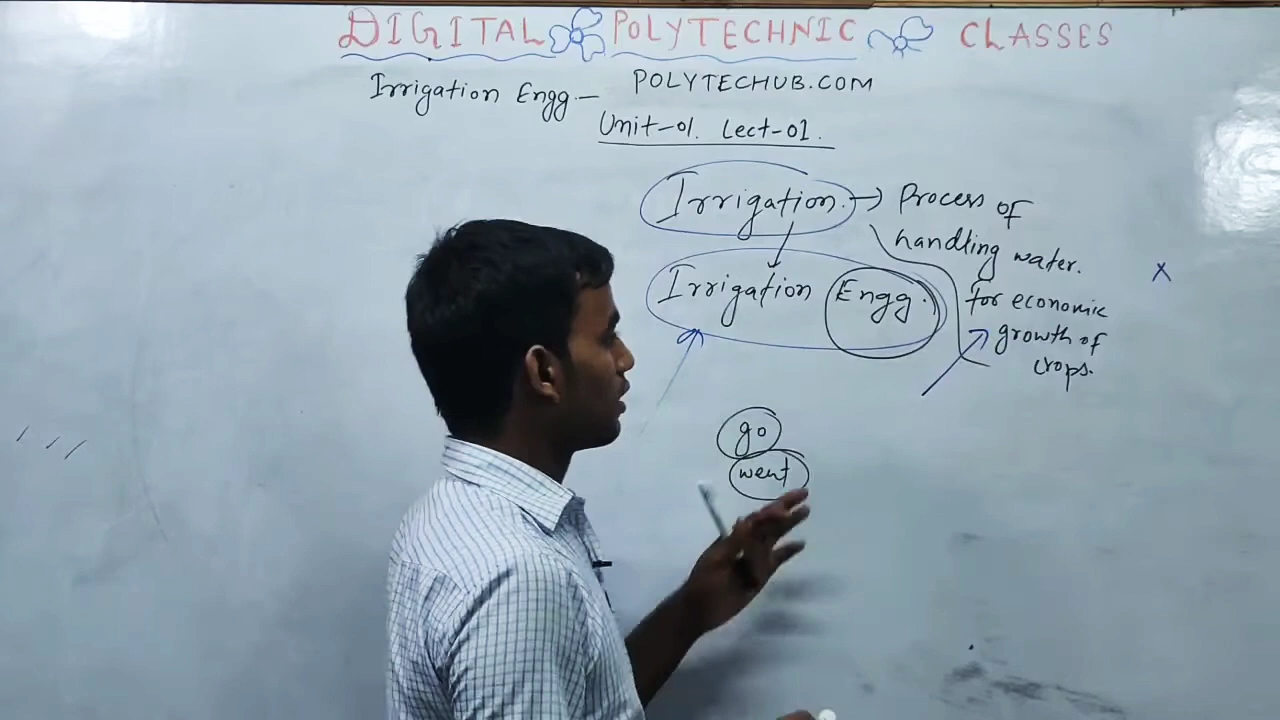 DIGITAL POLYTECHNIC CLASSES
Irrigation Engg.— POLYTECHUB.COM
Unit-01. Lect-01.
Irrigation. → Process of
handling water.
Irrigation Engg. for economic
growth of
crops.
go
went
x